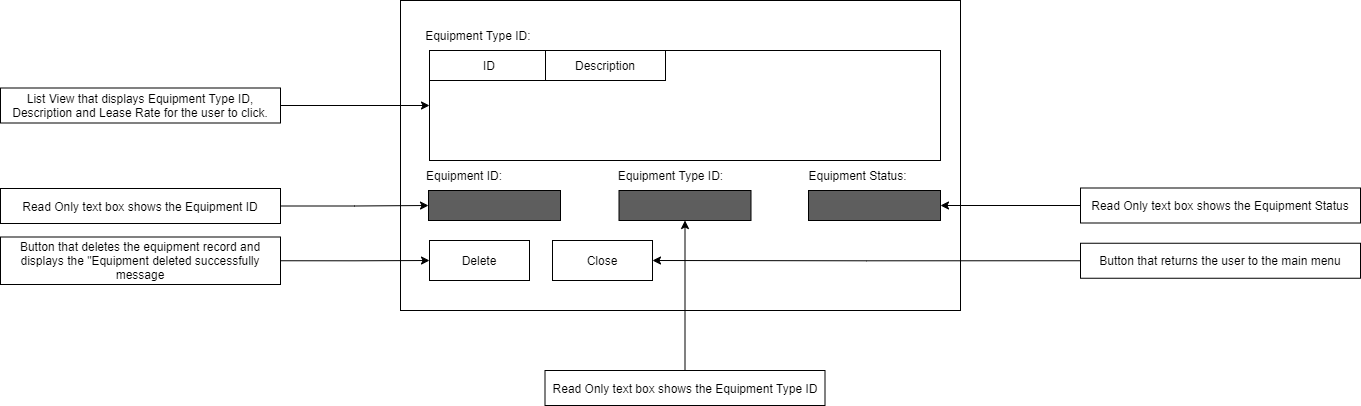 Equipment Type ID:
ID
Description
List View that displays Equipment Type ID,
Description and Lease Rate for the user to click.
Equipment ID:
Equipment Type ID:
Equipment Status:
Read Only text box shows the Equipment ID
Read Only text box shows the Equipment Status
Button that deletes the equipment record and
displays the "Equipment deleted successfully
message
Delete
Close
Button that returns the user to the main menu
Read Only text box shows the Equipment Type ID